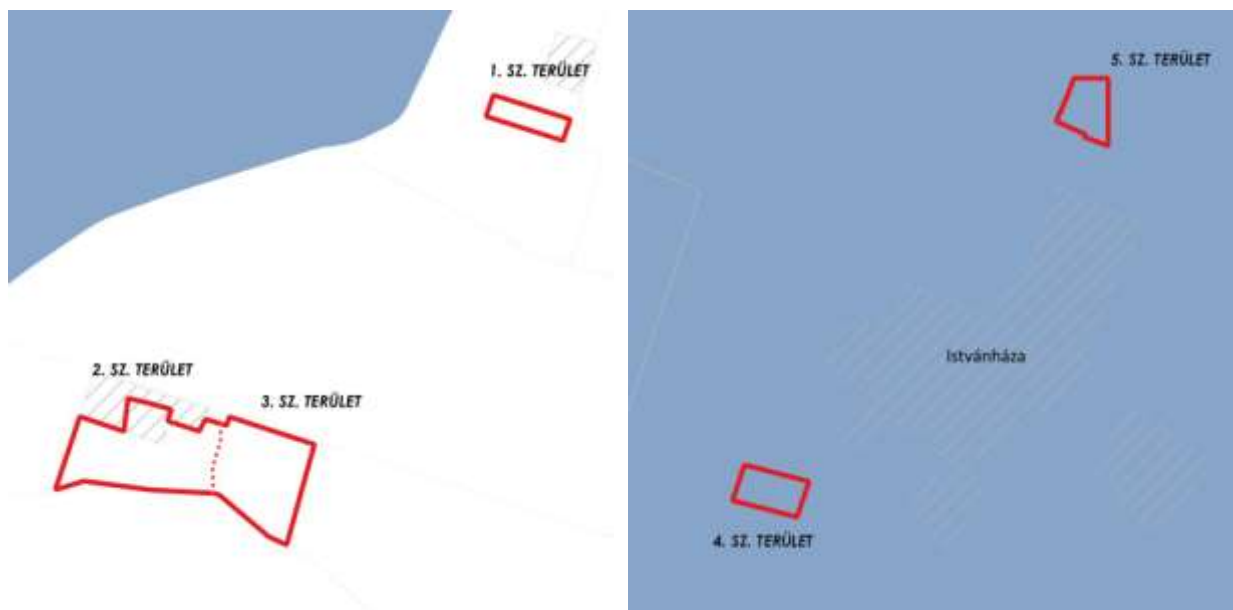 1. SZ. TERÜLET
2. SZ. TERÜLET
3. SZ. TERÜLET
5. SZ. TERÜLET
Istvánháza
4. SZ. TERÜLET